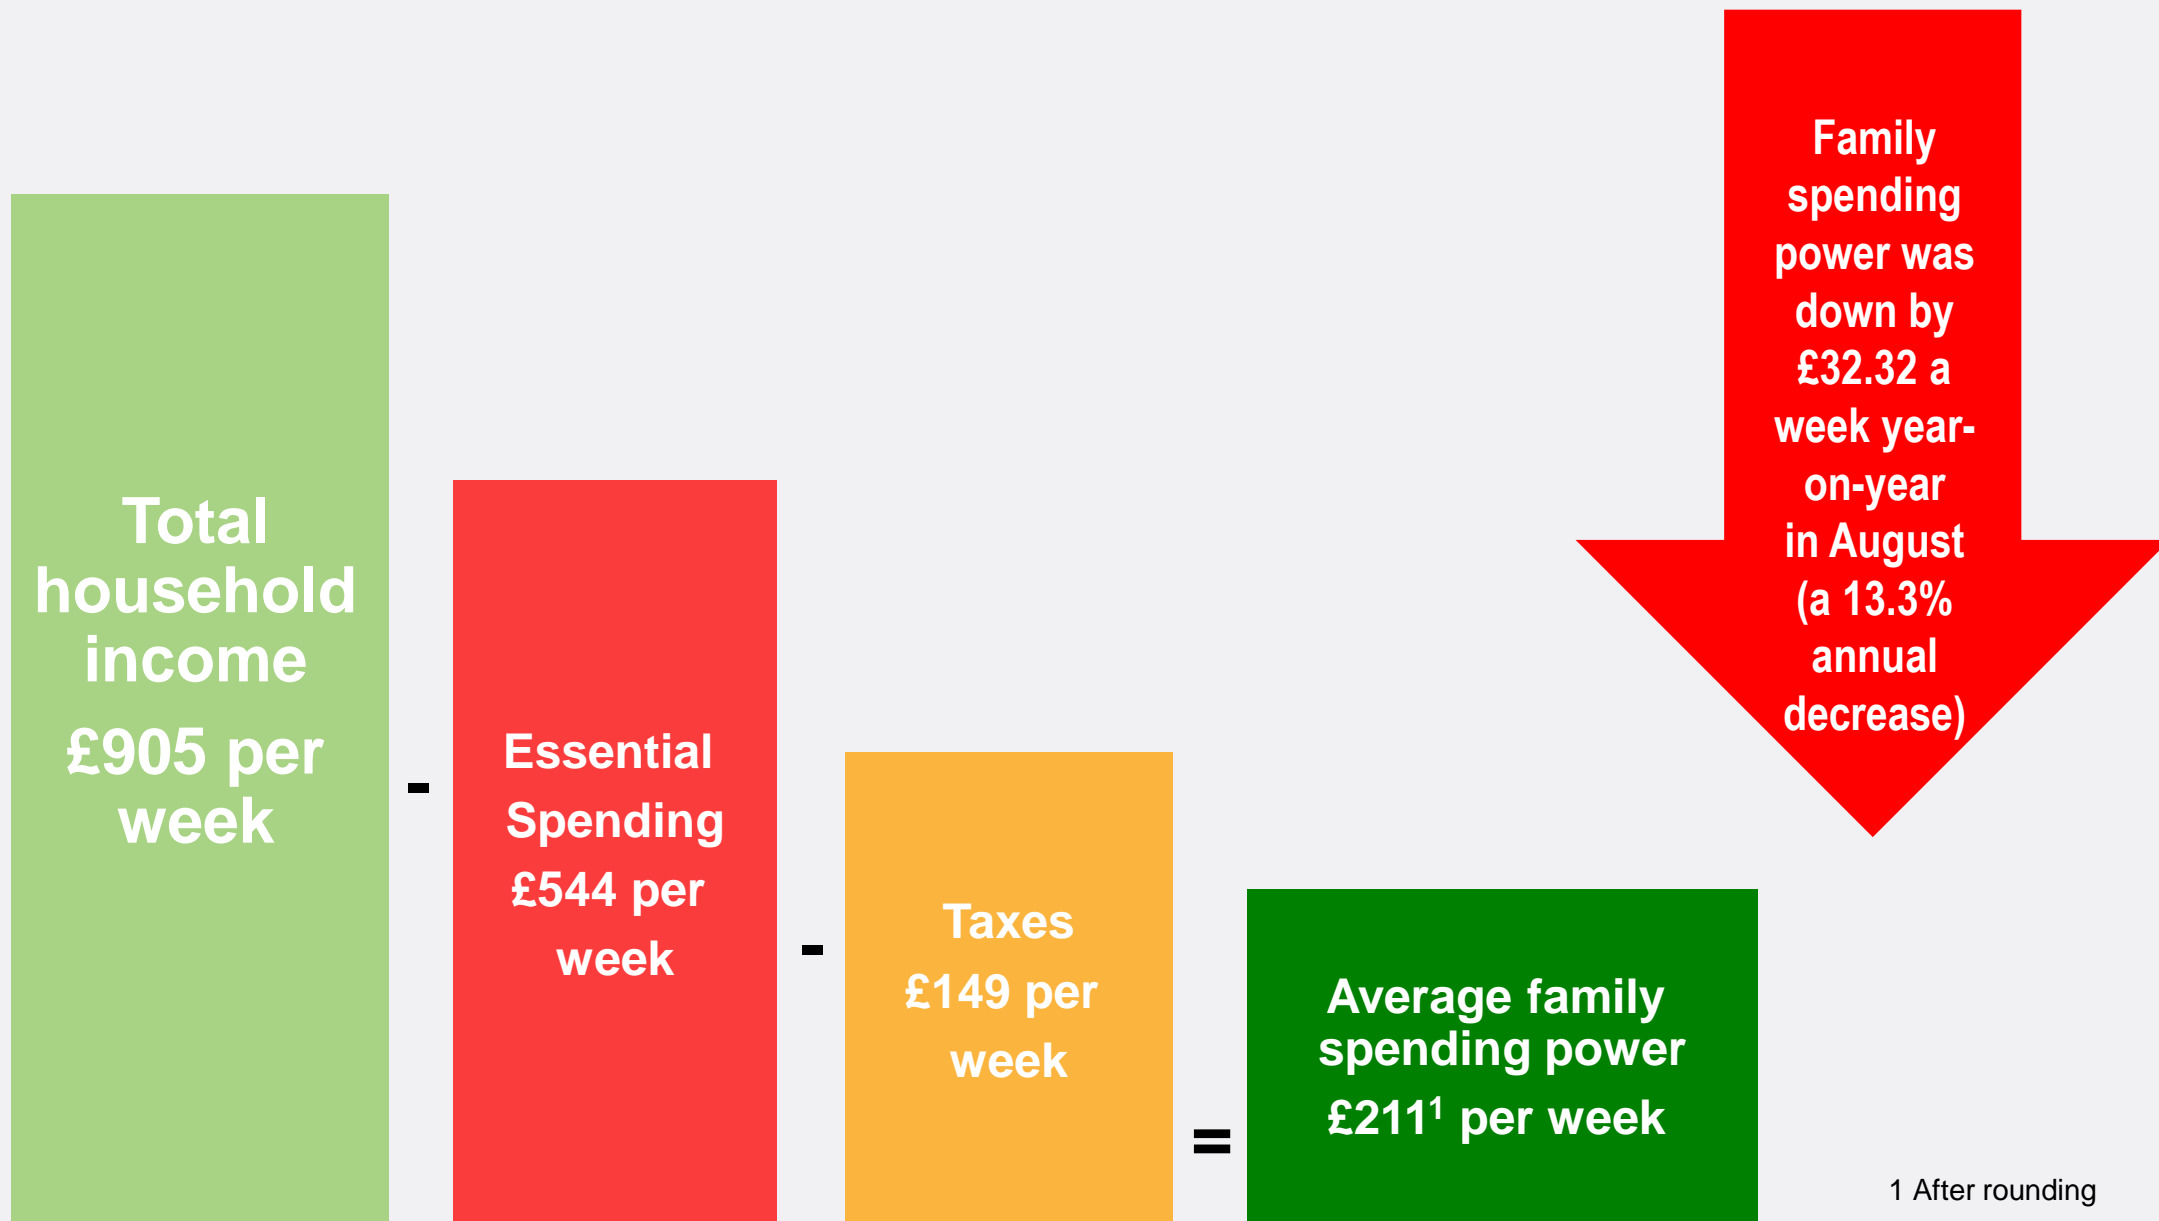 Total
household
income
£905 per
week
-
Essential
Spending
£544 per
week
-
Taxes
£149 per
week
=
Average family
spending power
£211¹ per week
Family
spending
power was
down by
£32.32 a
week year-
on-year
in August
(a 13.3%
annual
decrease)
1 After rounding